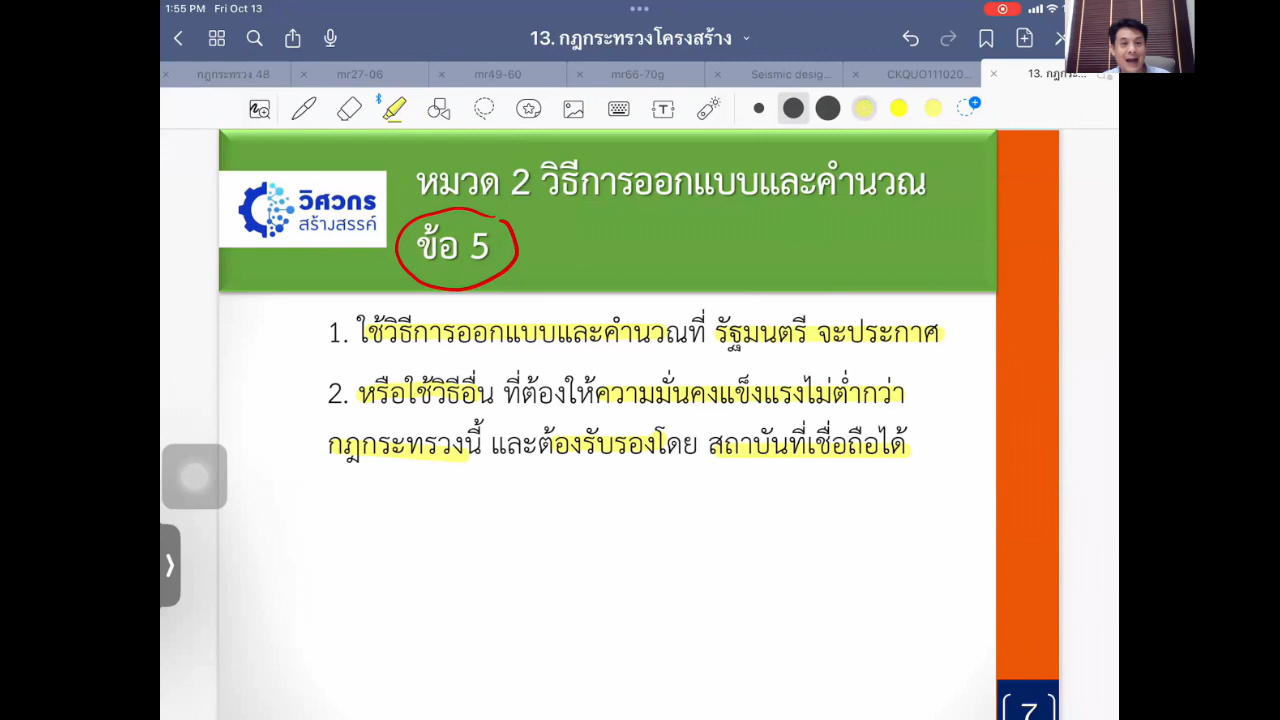 1:55 PM Fri Oct 13
13. กฎกระทรวงโครงสร้าง
กฎกระทรวง 48
mr27-06
mr49-60
mr66-70g
Seismic desig...
CKQUO111020...
13. กฎกระ...
วิศวกร
สร้างสรรค์
หมวด 2 วิธีการออกแบบและคำนวณ
ข้อ 5
1. ใช้วิธีการออกแบบและคำนวณที่ รัฐมนตรี จะประกาศ
2. หรือใช้วิธีอื่น ที่ต้องให้ความมั่นคงแข็งแรงไม่ต่ำกว่า
กฎกระทรวงนี้ และต้องรับรองโดย สถาบันที่เชื่อถือได้
7